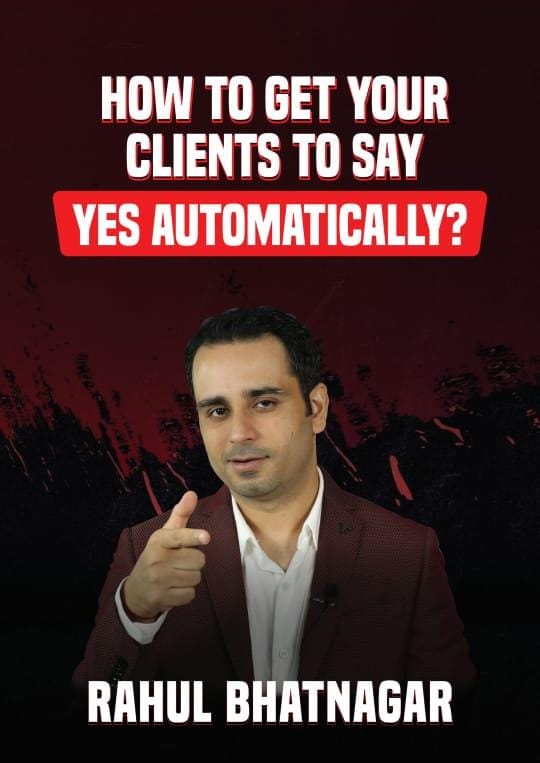 HOW TO GET YOUR
CLIENTS TO SAY
YES AUTOMATICALLY?
RAHUL BHATNAGAR